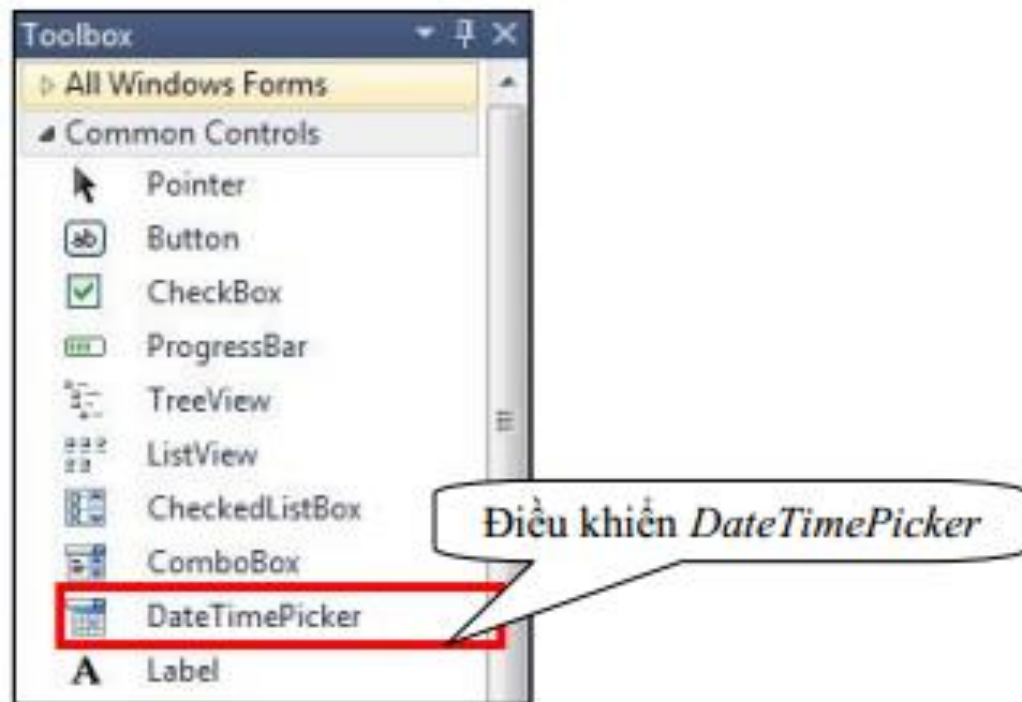 Toolbox
All Windows Forms
Common Controls
Pointer
ab Button
CheckBox
ProgressBar
TreeView
ListView
CheckedListBox
ComboBox
DateTimePicker
A Label
Điều khiển DateTimePicker